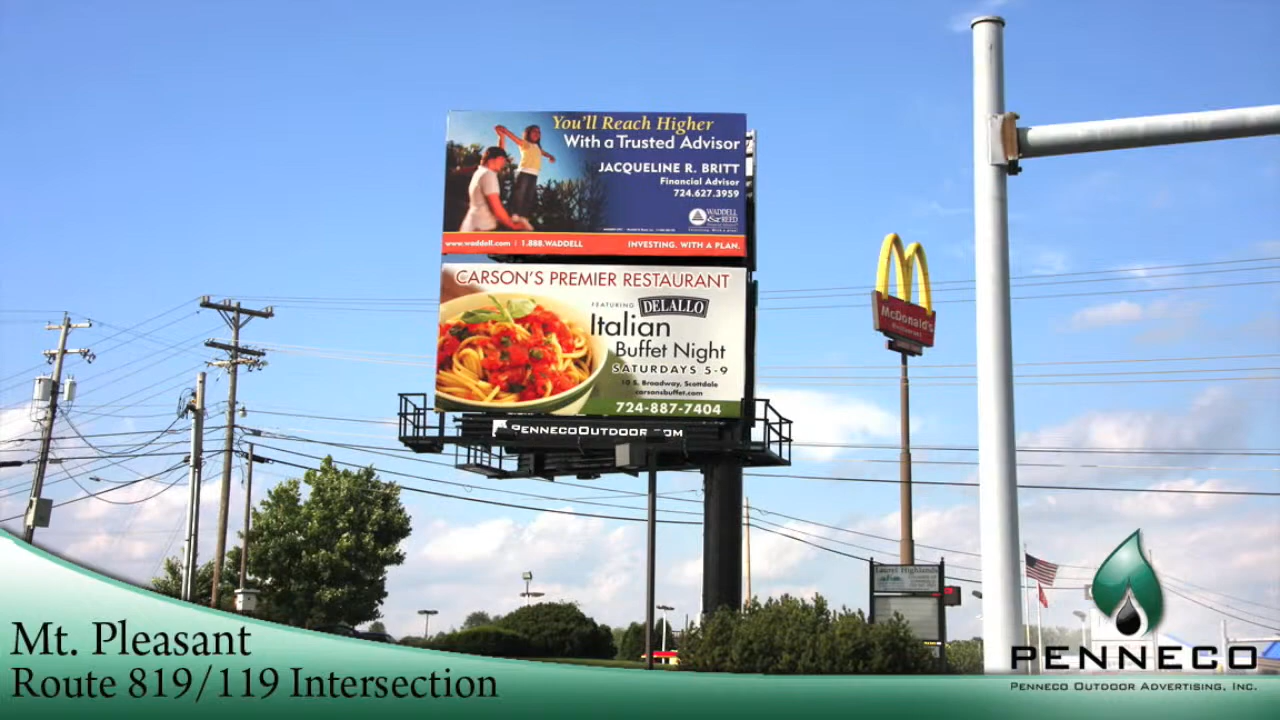 You'll Reach Higher
With a Trusted Advisor
JACQUELINE R. BRITT
Financial Advisor
724.627.3959
WADDELL
& REED
www.waddell.com | 1.888.WADDELL
INVESTING. WITH A PLAN.
CARSON'S PREMIER RESTAURANT
FEATURING DELALLO
Italian
Buffet Night
SATURDAYS 5-9
10 S. Broadway, Scottdale
carsonsbuffet.com
724-887-7404
PENNECOOUTDOOR.COM
McDonald's
Restaurant
Laurel Highlands
Mt. Pleasant
Route 819/119 Intersection
PENNECO
PENNECO OUTDOOR ADVERTISING, INC.